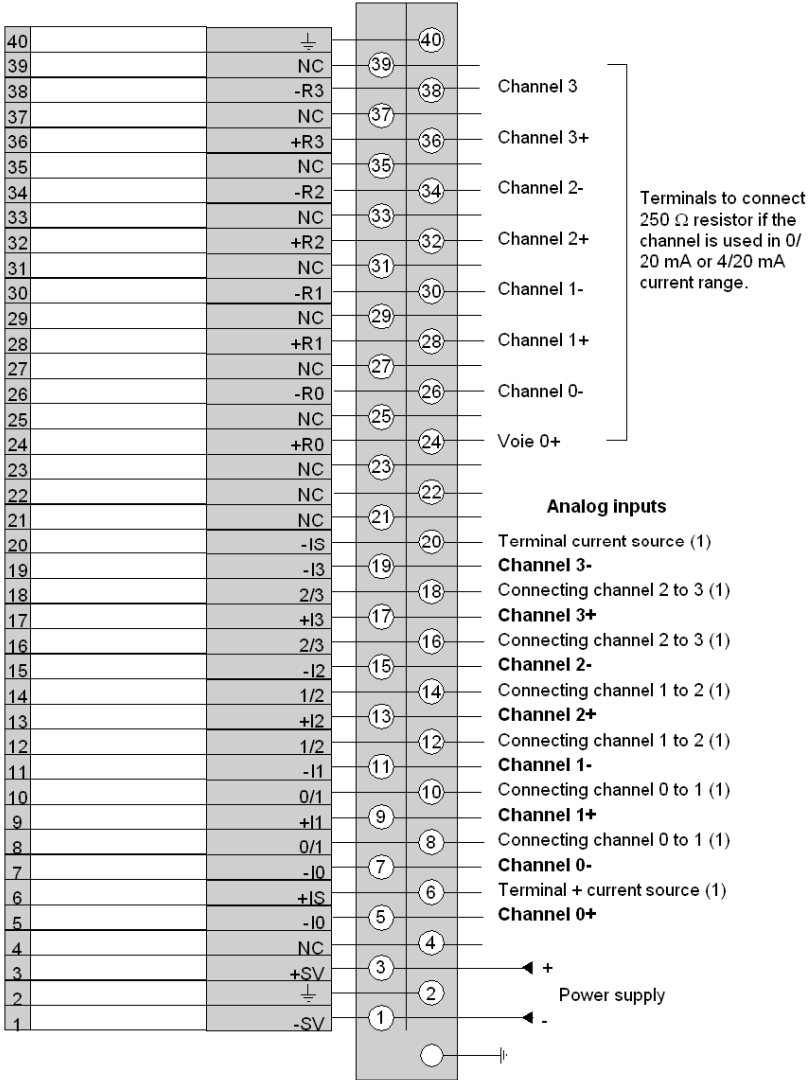 40 ⏚ 40
39 NC 39
38 -R3 38 Channel 3
37 NC 37
36 +R3 36 Channel 3+
35 NC 35
34 -R2 34 Channel 2-
33 NC 33
32 +R2 32 Channel 2+
31 NC 31
30 -R1 30 Channel 1-
29 NC 29
28 +R1 28 Channel 1+
27 NC 27
26 -R0 26 Channel 0-
25 NC 25
24 +R0 24 Voie 0+
Terminals to connect
250 Ω resistor if the
channel is used in 0/
20 mA or 4/20 mA
current range.
23 NC 23
22 NC 22
Analog inputs
21 NC 21
20 -IS 20 Terminal current source (1)
19 -I3 19 Channel 3-
18 2/3 18 Connecting channel 2 to 3 (1)
17 +I3 17 Channel 3+
16 2/3 16 Connecting channel 2 to 3 (1)
15 -I2 15 Channel 2-
14 1/2 14 Connecting channel 1 to 2 (1)
13 +I2 13 Channel 2+
12 1/2 12 Connecting channel 1 to 2 (1)
11 -I1 11 Channel 1-
10 0/1 10 Connecting channel 0 to 1 (1)
9 +I1 9 Channel 1+
8 0/1 8 Connecting channel 0 to 1 (1)
7 -I0 7 Channel 0-
6 +IS 6 Terminal + current source (1)
5 -I0 5 Channel 0+
4 NC 4
3 +SV 3 +
2 ⏚ 2 Power supply
1 -SV 1 -